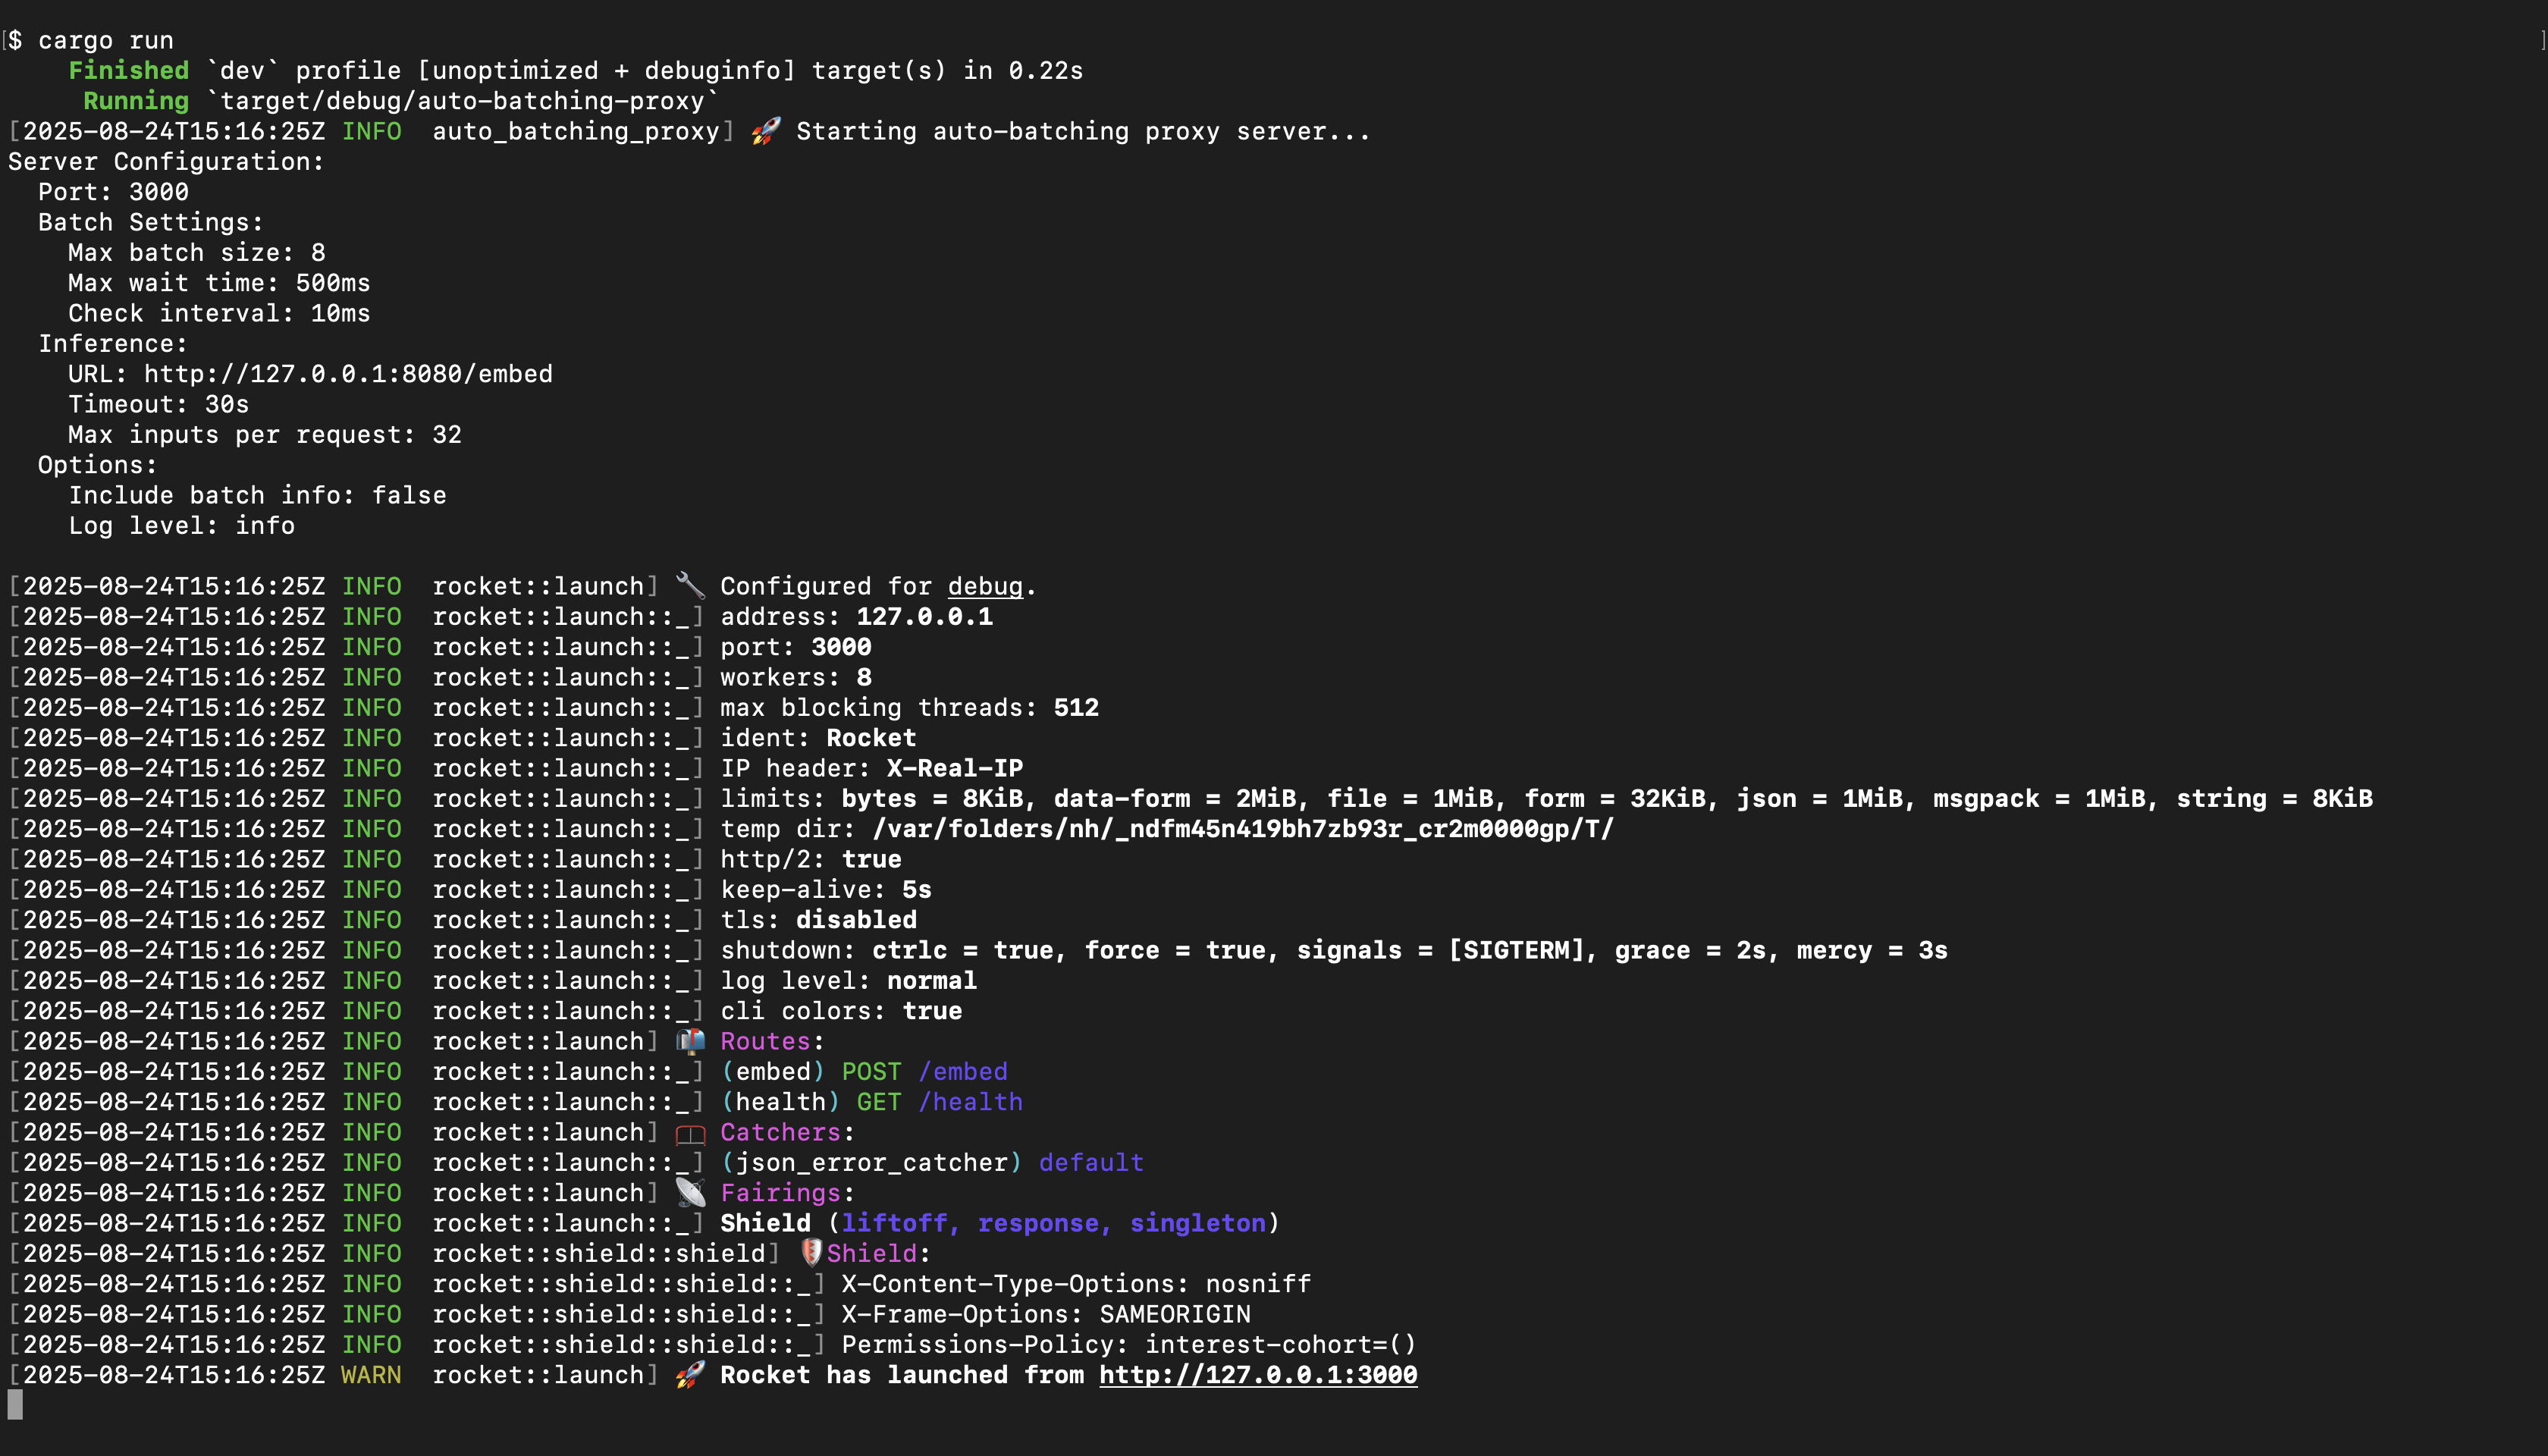 $ cargo run
    Finished `dev` profile [unoptimized + debuginfo] target(s) in 0.22s
     Running `target/debug/auto-batching-proxy`
[2025-08-24T15:16:25Z INFO  auto_batching_proxy] 🚀 Starting auto-batching proxy server...
Server Configuration:
  Port: 3000
  Batch Settings:
    Max batch size: 8
    Max wait time: 500ms
    Check interval: 10ms
  Inference:
    URL: http://127.0.0.1:8080/embed
    Timeout: 30s
    Max inputs per request: 32
  Options:
    Include batch info: false
    Log level: info

[2025-08-24T15:16:25Z INFO  rocket::launch] 🔧 Configured for debug.
[2025-08-24T15:16:25Z INFO  rocket::launch::_] address: 127.0.0.1
[2025-08-24T15:16:25Z INFO  rocket::launch::_] port: 3000
[2025-08-24T15:16:25Z INFO  rocket::launch::_] workers: 8
[2025-08-24T15:16:25Z INFO  rocket::launch::_] max blocking threads: 512
[2025-08-24T15:16:25Z INFO  rocket::launch::_] ident: Rocket
[2025-08-24T15:16:25Z INFO  rocket::launch::_] IP header: X-Real-IP
[2025-08-24T15:16:25Z INFO  rocket::launch::_] limits: bytes = 8KiB, data-form = 2MiB, file = 1MiB, form = 32KiB, json = 1MiB, msgpack = 1MiB, string = 8KiB
[2025-08-24T15:16:25Z INFO  rocket::launch::_] temp dir: /var/folders/nh/_ndfm45n419bh7zb93r_cr2m0000gp/T/
[2025-08-24T15:16:25Z INFO  rocket::launch::_] http/2: true
[2025-08-24T15:16:25Z INFO  rocket::launch::_] keep-alive: 5s
[2025-08-24T15:16:25Z INFO  rocket::launch::_] tls: disabled
[2025-08-24T15:16:25Z INFO  rocket::launch::_] shutdown: ctrlc = true, force = true, signals = [SIGTERM], grace = 2s, mercy = 3s
[2025-08-24T15:16:25Z INFO  rocket::launch::_] log level: normal
[2025-08-24T15:16:25Z INFO  rocket::launch::_] cli colors: true
[2025-08-24T15:16:25Z INFO  rocket::launch] 📬 Routes:
[2025-08-24T15:16:25Z INFO  rocket::launch::_] (embed) POST /embed
[2025-08-24T15:16:25Z INFO  rocket::launch::_] (health) GET /health
[2025-08-24T15:16:25Z INFO  rocket::launch] 🥅 Catchers:
[2025-08-24T15:16:25Z INFO  rocket::launch::_] (json_error_catcher) default
[2025-08-24T15:16:25Z INFO  rocket::launch] 📡 Fairings:
[2025-08-24T15:16:25Z INFO  rocket::launch::_] Shield (liftoff, response, singleton)
[2025-08-24T15:16:25Z INFO  rocket::shield::shield] 🛡️Shield:
[2025-08-24T15:16:25Z INFO  rocket::shield::shield::_] X-Content-Type-Options: nosniff
[2025-08-24T15:16:25Z INFO  rocket::shield::shield::_] X-Frame-Options: SAMEORIGIN
[2025-08-24T15:16:25Z INFO  rocket::shield::shield::_] Permissions-Policy: interest-cohort=()
[2025-08-24T15:16:25Z WARN  rocket::launch] 🚀 Rocket has launched from http://127.0.0.1:3000